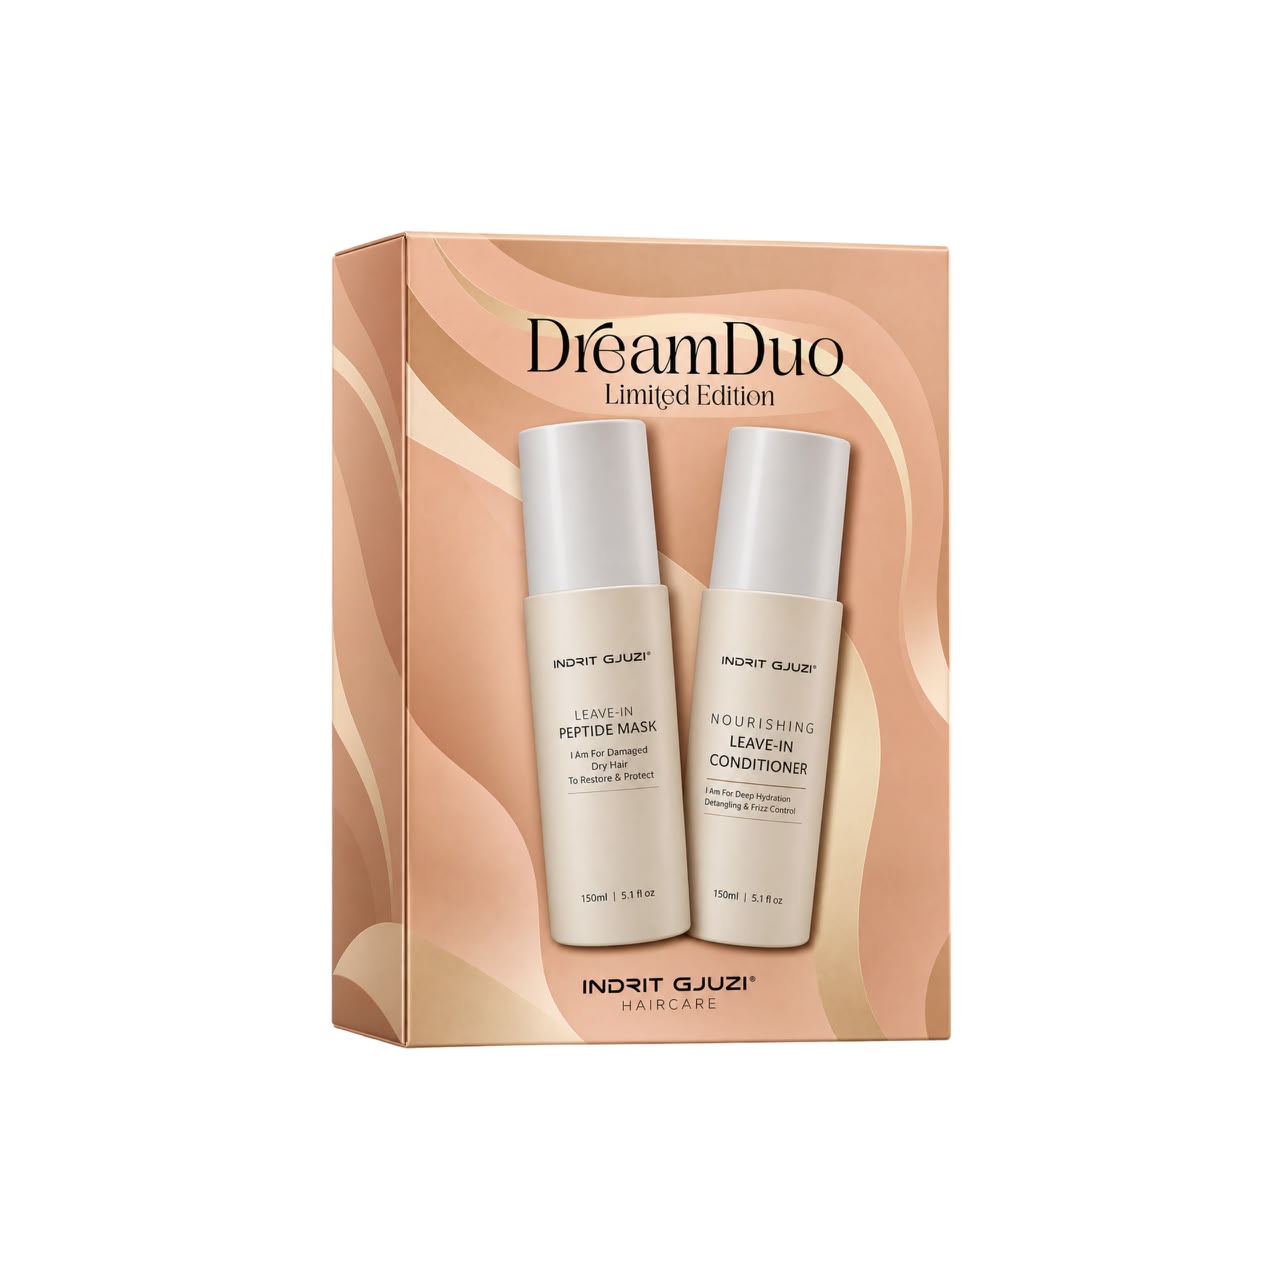 DreamDuo
Limited Edition
INDRIT GJUZI®
LEAVE-IN
PEPTIDE MASK
I Am For Damaged
Dry Hair
To Restore & Protect
150ml | 5.1 fl oz
INDRIT GJUZI®
NOURISHING
LEAVE-IN
CONDITIONER
I Am For Deep Hydration
Detangling & Frizz Control
150ml | 5.1 fl oz
INDRIT GJUZI®
HAIRCARE